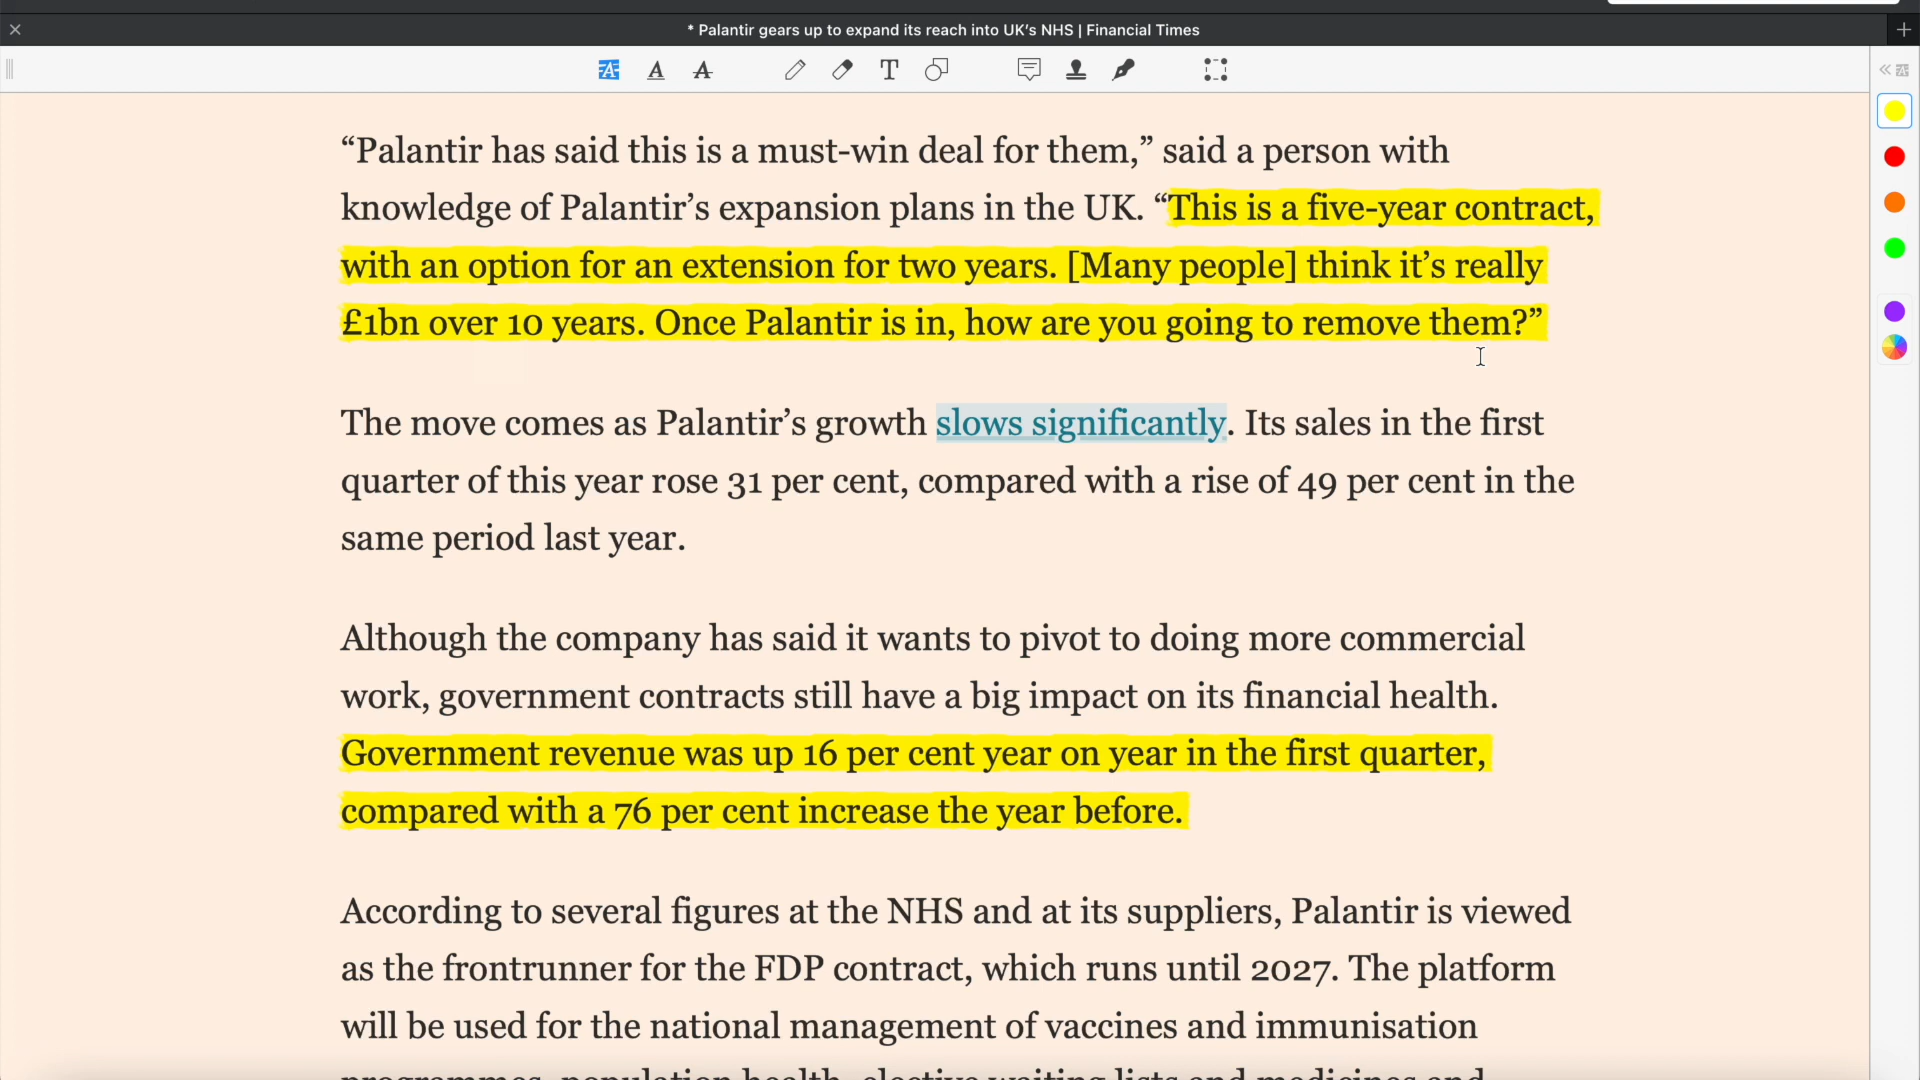 * Palantir gears up to expand its reach into UK's NHS | Financial Times
“Palantir has said this is a must-win deal for them,” said a person with
knowledge of Palantir’s expansion plans in the UK. “This is a five-year contract,
with an option for an extension for two years. [Many people] think it’s really
£1bn over 10 years. Once Palantir is in, how are you going to remove them?”
The move comes as Palantir’s growth slows significantly. Its sales in the first
quarter of this year rose 31 per cent, compared with a rise of 49 per cent in the
same period last year.
Although the company has said it wants to pivot to doing more commercial
work, government contracts still have a big impact on its financial health.
Government revenue was up 16 per cent year on year in the first quarter,
compared with a 76 per cent increase the year before.
According to several figures at the NHS and at its suppliers, Palantir is viewed
as the frontrunner for the FDP contract, which runs until 2027. The platform
will be used for the national management of vaccines and immunisation
programmes, population health, elective waiting lists and medicines and